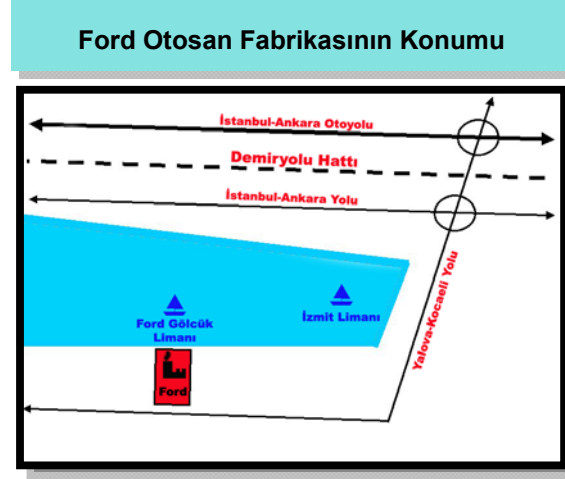 Ford Otosan Fabrikasının Konumu
İstanbul-Ankara Otoyolu
Demiryolu Hattı
İstanbul-Ankara Yolu
Yalova-Kocaeli Yolu
Ford Gölcük
Limanı
İzmit Limanı
Ford